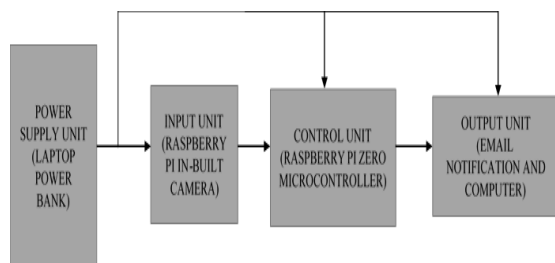 POWER
SUPPLY UNIT
(LAPTOP
POWER
BANK)
INPUT UNIT
(RASPBERRY
PI IN-BUILT
CAMERA)
CONTROL UNIT
(RASPBERRY PI ZERO
MICROCONTROLLER)
OUTPUT UNIT
(EMAIL
NOTIFICATION AND
COMPUTER)